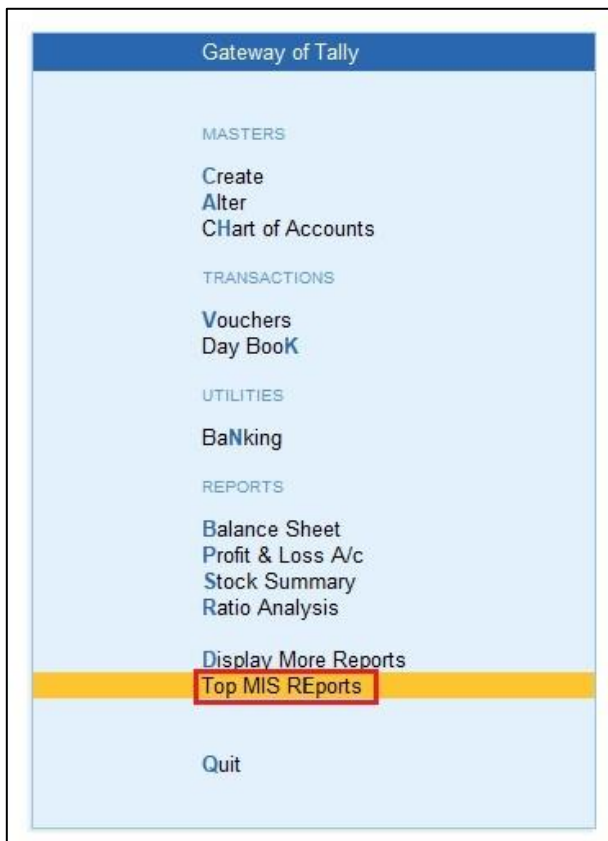 Gateway of Tally
MASTERS
Create
Alter
CHart of Accounts
TRANSACTIONS
Vouchers
Day BooK
UTILITIES
BaNking
REPORTS
Balance Sheet
Profit & Loss A/c
Stock Summary
Ratio Analysis
Display More Reports
Top MIS REports
Quit